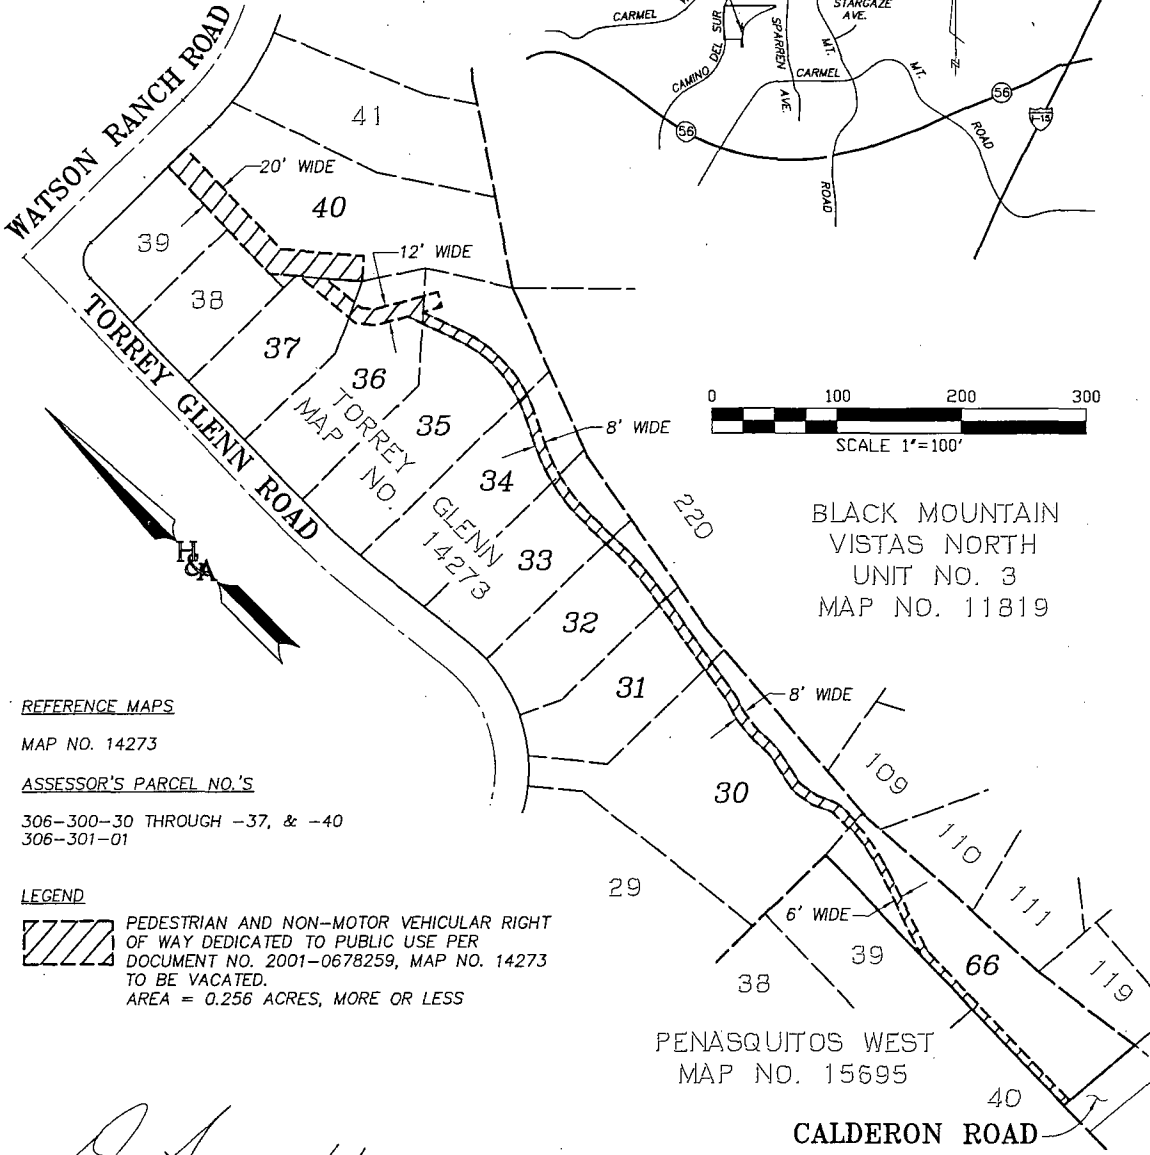 CARMEL
CAMINO DEL SUR
SPARREN AVE.
STARGAZE
AVE.
MT.
CARMEL
MT.
ROAD
ROAD
56
56
I-15
N
WATSON RANCH ROAD
41
20' WIDE
40
39
12' WIDE
38
TORREY GLENN ROAD
37
36
35
TORREY GLENN
MAP NO. 14273
34
8' WIDE
33
32
31
30
0 100 200 300
SCALE 1"=100'
220
BLACK MOUNTAIN
VISTAS NORTH
UNIT NO. 3
MAP NO. 11819
H&A
8' WIDE
109
110
111
119
29
6' WIDE
39
66
38
PENASQUITOS WEST
MAP NO. 15695
40
CALDERON ROAD
REFERENCE MAPS
MAP NO. 14273
ASSESSOR'S PARCEL NO.'S
306-300-30 THROUGH -37, & -40
306-301-01
LEGEND
PEDESTRIAN AND NON-MOTOR VEHICULAR RIGHT
OF WAY DEDICATED TO PUBLIC USE PER
DOCUMENT NO. 2001-0678259, MAP NO. 14273
TO BE VACATED.
AREA = 0.256 ACRES, MORE OR LESS